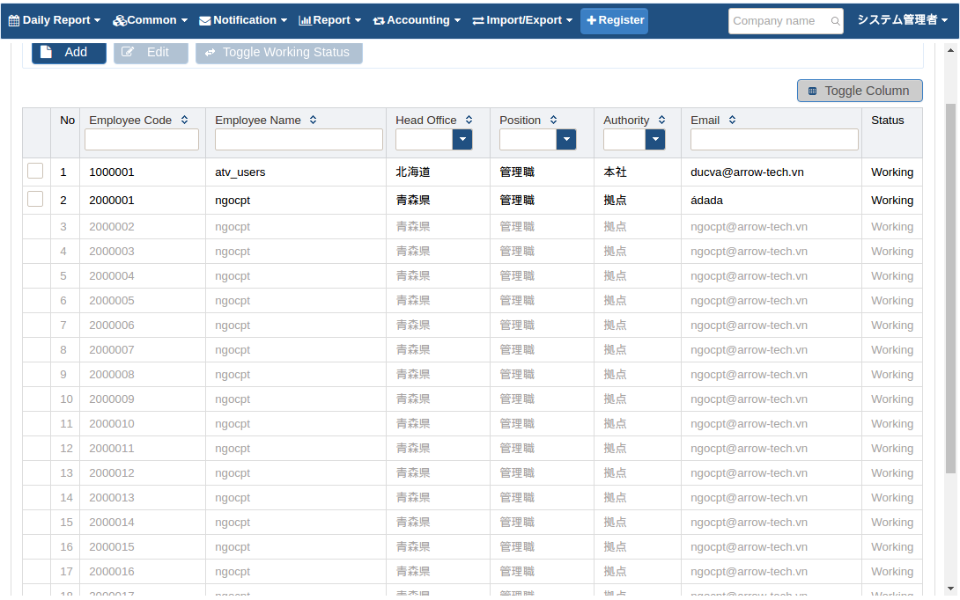 Daily Report Common Notification Report Accounting Import/Export Register Company name システム管理者
Add Edit Toggle Working Status
Toggle Column
No Employee Code Employee Name Head Office Position Authority Email Status
1 1000001 atv_users 北海道 管理職 本社 ducva@arrow-tech.vn Working
2 2000001 ngocpt 青森県 管理職 拠点 ádada Working
3 2000002 ngocpt 青森県 管理職 拠点 ngocpt@arrow-tech.vn Working
4 2000003 ngocpt 青森県 管理職 拠点 ngocpt@arrow-tech.vn Working
5 2000004 ngocpt 青森県 管理職 拠点 ngocpt@arrow-tech.vn Working
6 2000005 ngocpt 青森県 管理職 拠点 ngocpt@arrow-tech.vn Working
7 2000006 ngocpt 青森県 管理職 拠点 ngocpt@arrow-tech.vn Working
8 2000007 ngocpt 青森県 管理職 拠点 ngocpt@arrow-tech.vn Working
9 2000008 ngocpt 青森県 管理職 拠点 ngocpt@arrow-tech.vn Working
10 2000009 ngocpt 青森県 管理職 拠点 ngocpt@arrow-tech.vn Working
11 2000010 ngocpt 青森県 管理職 拠点 ngocpt@arrow-tech.vn Working
12 2000011 ngocpt 青森県 管理職 拠点 ngocpt@arrow-tech.vn Working
13 2000012 ngocpt 青森県 管理職 拠点 ngocpt@arrow-tech.vn Working
14 2000013 ngocpt 青森県 管理職 拠点 ngocpt@arrow-tech.vn Working
15 2000014 ngocpt 青森県 管理職 拠点 ngocpt@arrow-tech.vn Working
16 2000015 ngocpt 青森県 管理職 拠点 ngocpt@arrow-tech.vn Working
17 2000016 ngocpt 青森県 管理職 拠点 ngocpt@arrow-tech.vn Working